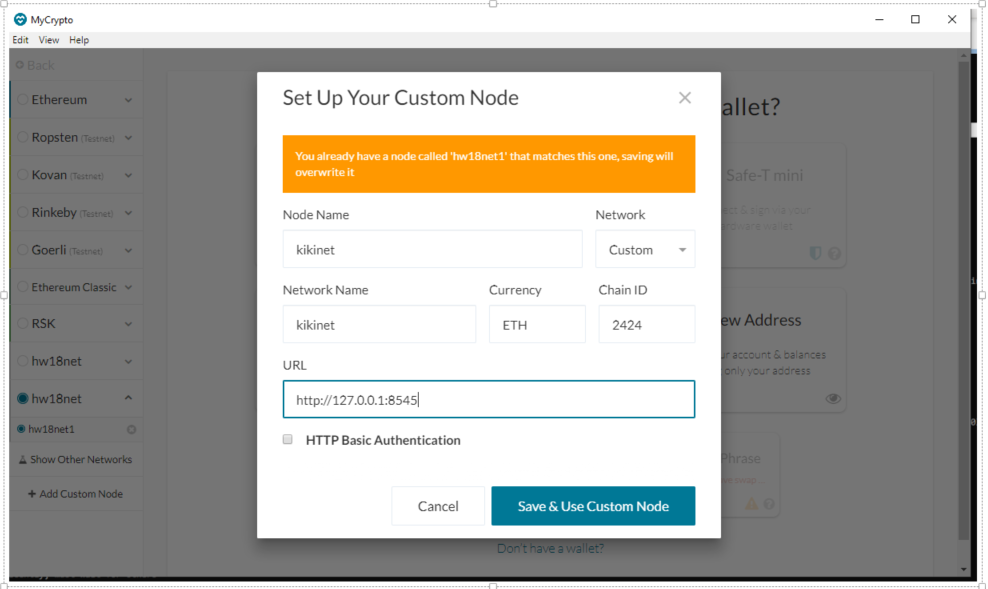 MyCrypto
Edit View Help
Back
Ethereum
Ropsten (Testnet)
Kovan (Testnet)
Rinkeby (Testnet)
Goerli (Testnet)
Ethereum Classic
RSK
hw18net
hw18net
hw18net1
Show Other Networks
+ Add Custom Node
Set Up Your Custom Node
You already have a node called 'hw18net1' that matches this one, saving will
overwrite it
Node Name
Network
kikinet
Custom
Network Name
Currency
Chain ID
kikinet
ETH
2424
URL
http://127.0.0.1:8545
HTTP Basic Authentication
Cancel
Save & Use Custom Node
allet?
Safe-T mini
ect & sign via your
rdware wallet
ew Address
ur account & balances
only your address
Phrase
Don't have a wallet?